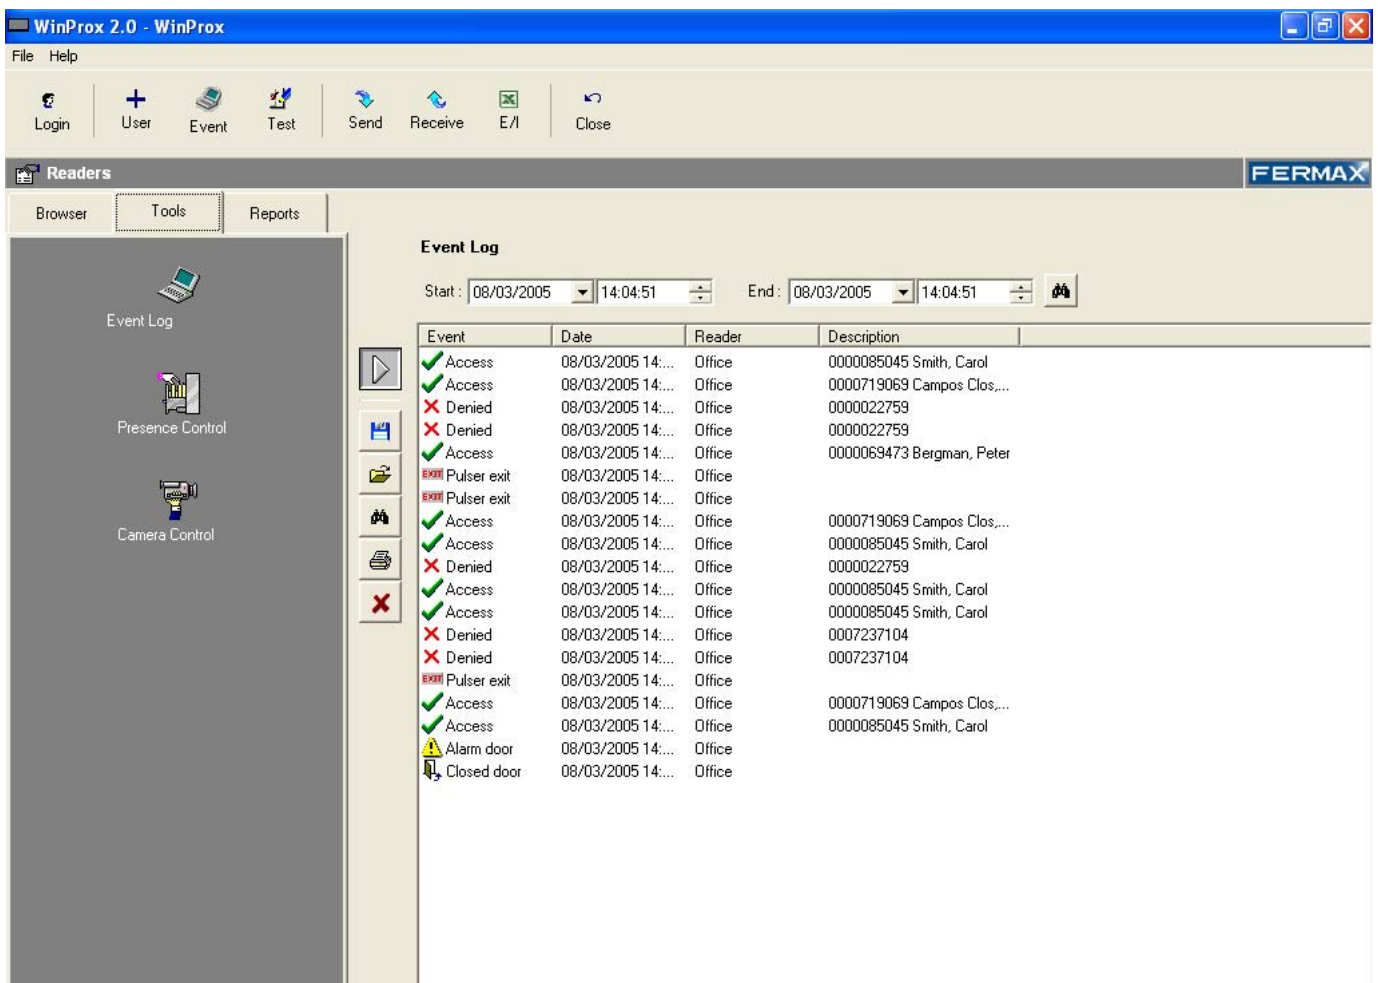 WinProx 2.0 - WinProx
File Help
Login User Event Test Send Receive E/I Close
Readers FERMAX
Browser Tools Reports
Event Log
Start : 08/03/2005 14:04:51 End : 08/03/2005 14:04:51
Event Log
Presence Control
Camera Control
Event Date Reader Description
Access 08/03/2005 14:... Office 0000085045 Smith, Carol
Access 08/03/2005 14:... Office 0000719069 Campos Clos,...
Denied 08/03/2005 14:... Office 0000022759
Denied 08/03/2005 14:... Office 0000022759
Access 08/03/2005 14:... Office 0000069473 Bergman, Peter
EXIT Pulser exit 08/03/2005 14:... Office
EXIT Pulser exit 08/03/2005 14:... Office
Access 08/03/2005 14:... Office 0000719069 Campos Clos,...
Access 08/03/2005 14:... Office 0000085045 Smith, Carol
Denied 08/03/2005 14:... Office 0000022759
Access 08/03/2005 14:... Office 0000085045 Smith, Carol
Access 08/03/2005 14:... Office 0000085045 Smith, Carol
Denied 08/03/2005 14:... Office 0007237104
Denied 08/03/2005 14:... Office 0007237104
EXIT Pulser exit 08/03/2005 14:... Office
Access 08/03/2005 14:... Office 0000719069 Campos Clos,...
Access 08/03/2005 14:... Office 0000085045 Smith, Carol
Alarm door 08/03/2005 14:... Office
Closed door 08/03/2005 14:... Office